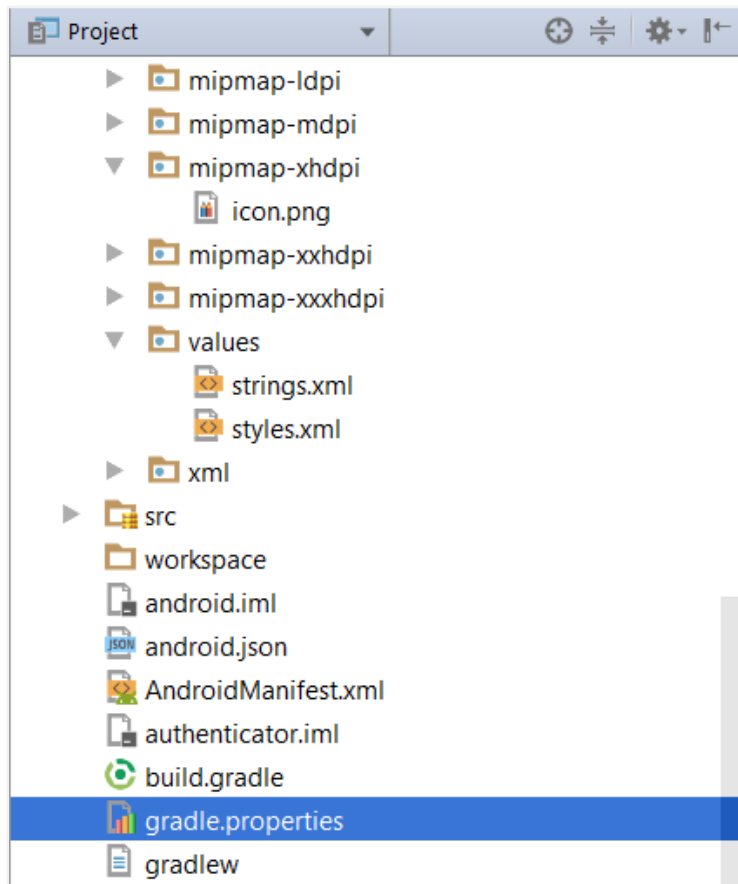 Project
mipmap-ldpi
mipmap-mdpi
mipmap-xhdpi
icon.png
mipmap-xxhdpi
mipmap-xxxhdpi
values
strings.xml
styles.xml
xml
src
workspace
android.iml
JSON android.json
AndroidManifest.xml
authenticator.iml
build.gradle
gradle.properties
gradlew